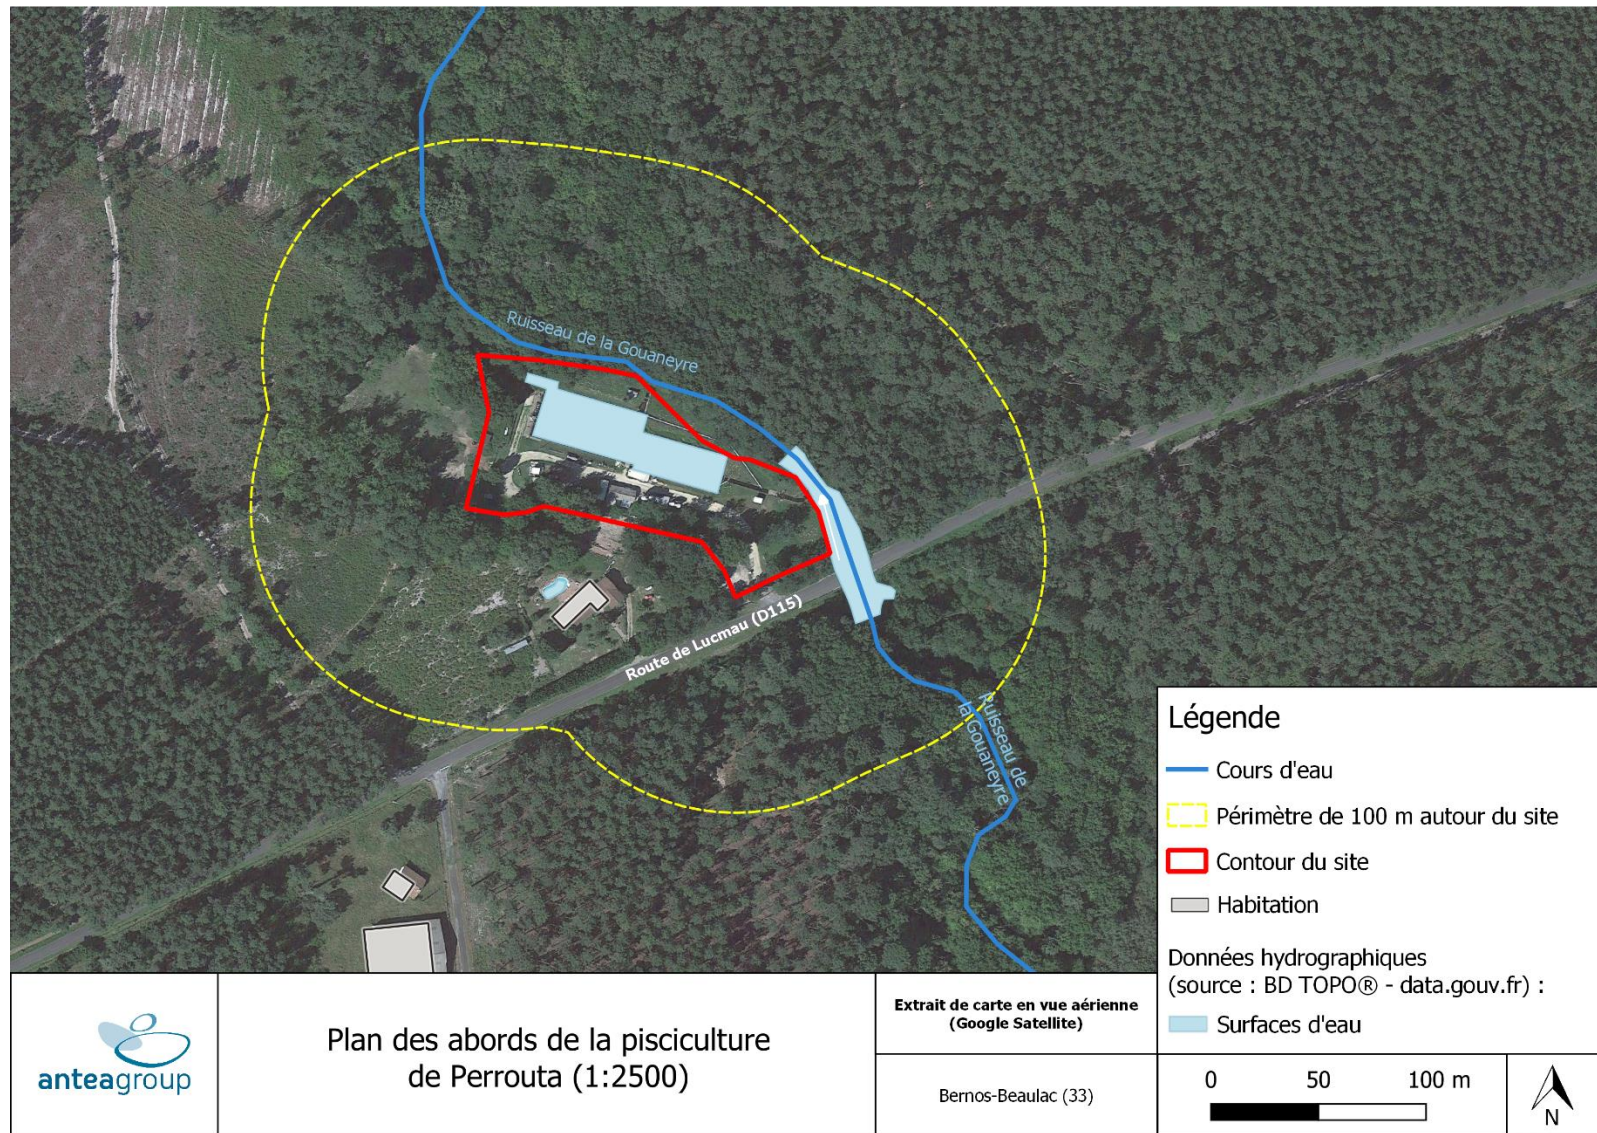 Ruisseau de la Gouaneyre
Route de Lucmau (D115)
Ruisseau de
la Gouaneyre
Légende
Cours d'eau
Périmètre de 100 m autour du site
Contour du site
Habitation
Données hydrographiques
(source : BD TOPO® - data.gouv.fr) :
Surfaces d'eau
anteagroup
Plan des abords de la pisciculture
de Perrouta (1:2500)
Extrait de carte en vue aérienne
(Google Satellite)
Bernos-Beaulac (33)
0 50 100 m
N